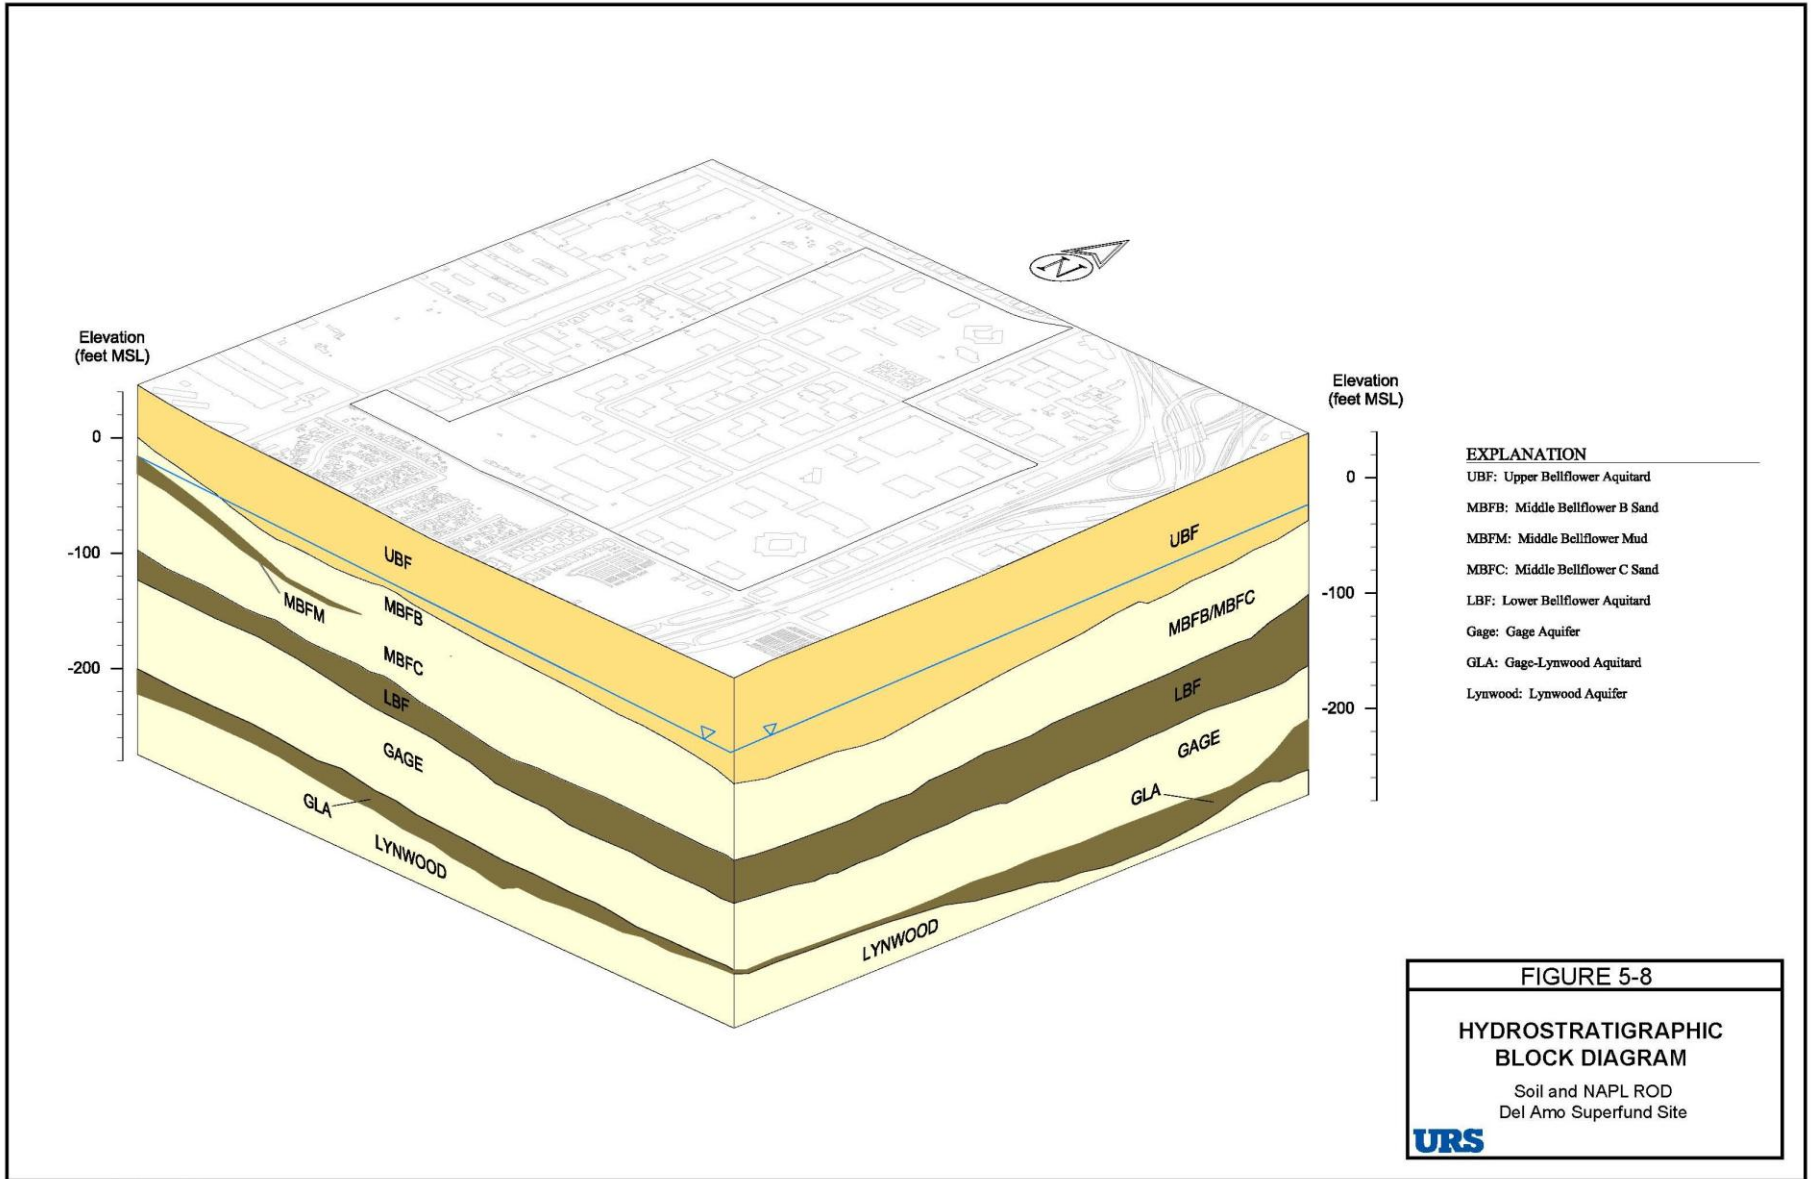 N
Elevation
(feet MSL)
0
-100
-200
Elevation
(feet MSL)
0
-100
-200
UBF
MBFM
MBFB
MBFC
LBF
GAGE
GLA
LYNWOOD
UBF
MBFB/MBFC
LBF
GAGE
GLA
LYNWOOD
EXPLANATION
UBF: Upper Bellflower Aquitard
MBFB: Middle Bellflower B Sand
MBFM: Middle Bellflower Mud
MBFC: Middle Bellflower C Sand
LBF: Lower Bellflower Aquitard
Gage: Gage Aquifer
GLA: Gage-Lynwood Aquitard
Lynwood: Lynwood Aquifer
FIGURE 5-8
HYDROSTRATIGRAPHIC
BLOCK DIAGRAM
Soil and NAPL ROD
Del Amo Superfund Site
URS